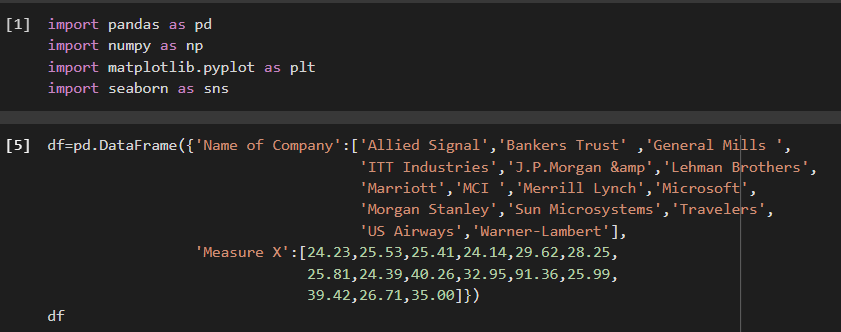 [1] import pandas as pd
import numpy as np
import matplotlib.pyplot as plt
import seaborn as sns
[5] df=pd.DataFrame({'Name of Company':['Allied Signal','Bankers Trust' ,'General Mills ',
'ITT Industries','J.P.Morgan &amp','Lehman Brothers',
'Marriott','MCI ','Merrill Lynch','Microsoft',
'Morgan Stanley','Sun Microsystems','Travelers',
'US Airways','Warner-Lambert'],
'Measure X':[24.23,25.53,25.41,24.14,29.62,28.25,
25.81,24.39,40.26,32.95,91.36,25.99,
39.42,26.71,35.00]})
df